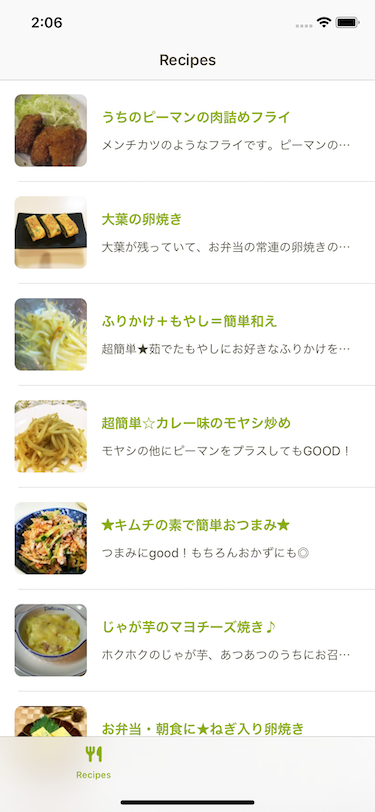 2:06
Recipes
うちのピーマンの肉詰めフライ
メンチカツのようなフライです。ピーマンの…
大葉の卵焼き
大葉が残っていて、お弁当の常連の卵焼きの…
ふりかけ＋もやし＝簡単和え
超簡単★茹でたもやしにお好きなふりかけを…
超簡単☆カレー味のモヤシ炒め
モヤシの他にピーマンをプラスしてもGOOD！
★キムチの素で簡単おつまみ★
つまみにgood！もちろんおかずにも◎
じゃが芋のマヨチーズ焼き♪
ホクホクのじゃが芋、あつあつのうちにお召…
お弁当・朝食に★ねぎ入り卵焼き
Recipes